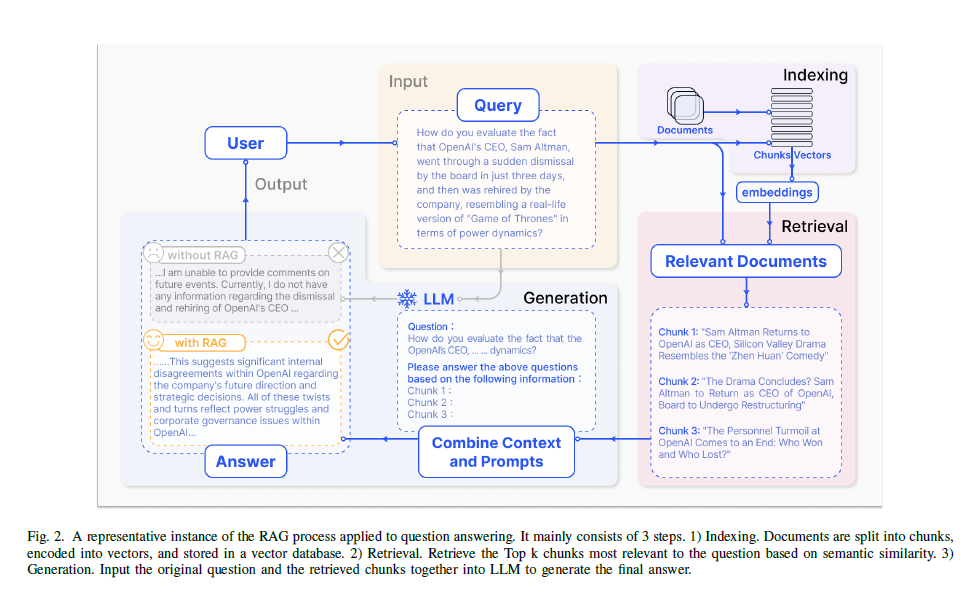 Input
Query
How do you evaluate the fact
that OpenAI's CEO, Sam Altman,
went through a sudden dismissal
by the board in just three days,
and then was rehired by the
company, resembling a real-life
version of "Game of Thrones" in
terms of power dynamics?
Indexing
Documents
Chunks Vectors
embeddings
User
Output
Retrieval
Relevant Documents
Chunk 1: "Sam Altman Returns to
OpenAI as CEO, Silicon Valley Drama
Resembles the 'Zhen Huan' Comedy"
Chunk 2: "The Drama Concludes? Sam
Altman to Return as CEO of OpenAI,
Board to Undergo Restructuring"
Chunk 3: "The Personnel Turmoil at
OpenAI Comes to an End: Who Won
and Who Lost?"
LLM
Generation
Question :
How do you evaluate the fact that the
OpenAI's CEO, ... ... dynamics?
Please answer the above questions
based on the following information :
Chunk 1 :
Chunk 2 :
Chunk 3 :
Combine Context
and Prompts
without RAG
...I am unable to provide comments on
future events. Currently, I do not have
any information regarding the dismissal
and rehiring of OpenAI's CEO ...
with RAG
......This suggests significant internal
disagreements within OpenAI regarding
the company's future direction and
strategic decisions. All of these twists
and turns reflect power struggles and
corporate governance issues within
OpenAI...
Answer
Fig. 2. A representative instance of the RAG process applied to question answering. It mainly consists of 3 steps. 1) Indexing. Documents are split into chunks,
encoded into vectors, and stored in a vector database. 2) Retrieval. Retrieve the Top k chunks most relevant to the question based on semantic similarity. 3)
Generation. Input the original question and the retrieved chunks together into LLM to generate the final answer.